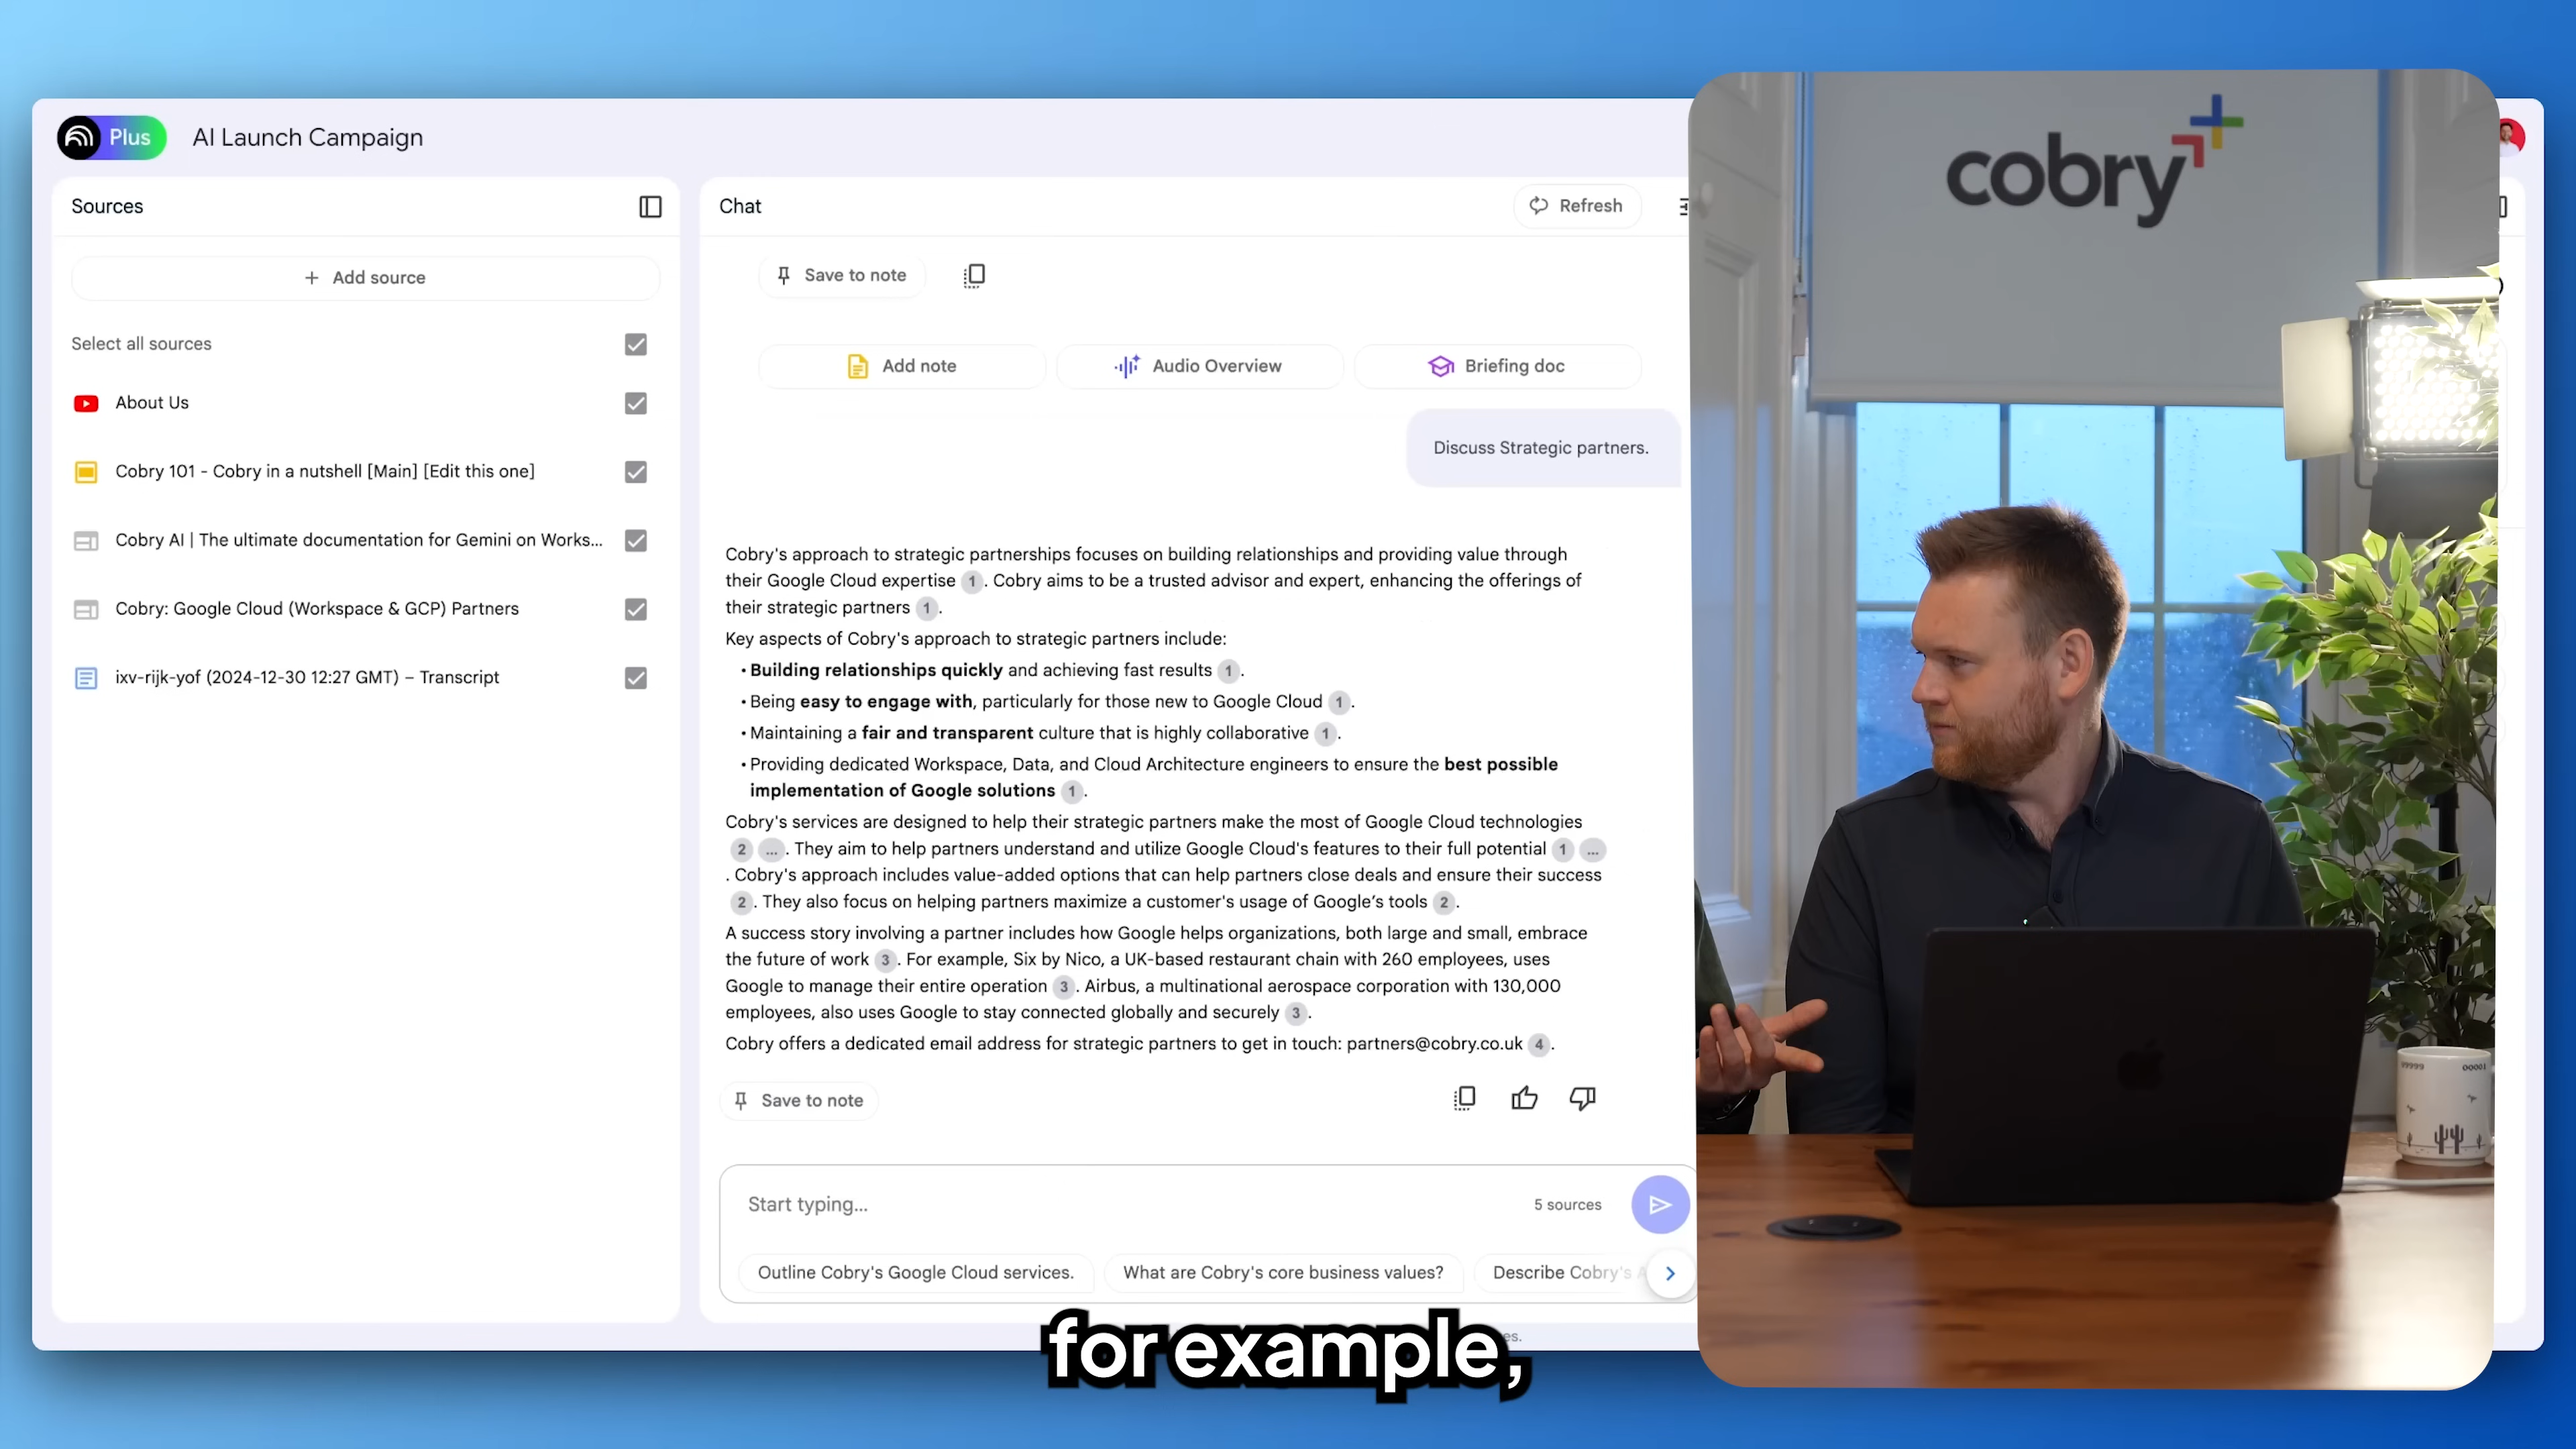 Plus
AI Launch Campaign
Sources
+ Add source
Select all sources
About Us
Cobry 101 - Cobry in a nutshell [Main] [Edit this one]
Cobry AI | The ultimate documentation for Gemini on Works...
Cobry: Google Cloud (Workspace & GCP) Partners
ixv-rijk-yof (2024-12-30 12:27 GMT) – Transcript
Chat
Refresh
Save to note
Add note
Audio Overview
Briefing doc
Discuss Strategic partners.
Cobry's approach to strategic partnerships focuses on building relationships and providing value through
their Google Cloud expertise 1. Cobry aims to be a trusted advisor and expert, enhancing the offerings of
their strategic partners 1.
Key aspects of Cobry's approach to strategic partners include:
• Building relationships quickly and achieving fast results 1.
• Being easy to engage with, particularly for those new to Google Cloud 1.
• Maintaining a fair and transparent culture that is highly collaborative 1.
• Providing dedicated Workspace, Data, and Cloud Architecture engineers to ensure the best possible
implementation of Google solutions 1.
Cobry's services are designed to help their strategic partners make the most of Google Cloud technologies
2 .... They aim to help partners understand and utilize Google Cloud's features to their full potential 1 ...
. Cobry's approach includes value-added options that can help partners close deals and ensure their success
2. They also focus on helping partners maximize a customer's usage of Google's tools 2.
A success story involving a partner includes how Google helps organizations, both large and small, embrace
the future of work 3. For example, Six by Nico, a UK-based restaurant chain with 260 employees, uses
Google to manage their entire operation 3. Airbus, a multinational aerospace corporation with 130,000
employees, also uses Google to stay connected globally and securely 3.
Cobry offers a dedicated email address for strategic partners to get in touch: partners@cobry.co.uk 4.
Save to note
Start typing...
5 sources
Outline Cobry's Google Cloud services.
What are Cobry's core business values?
Describe Cobry's
for example,
cobry
99999 00001